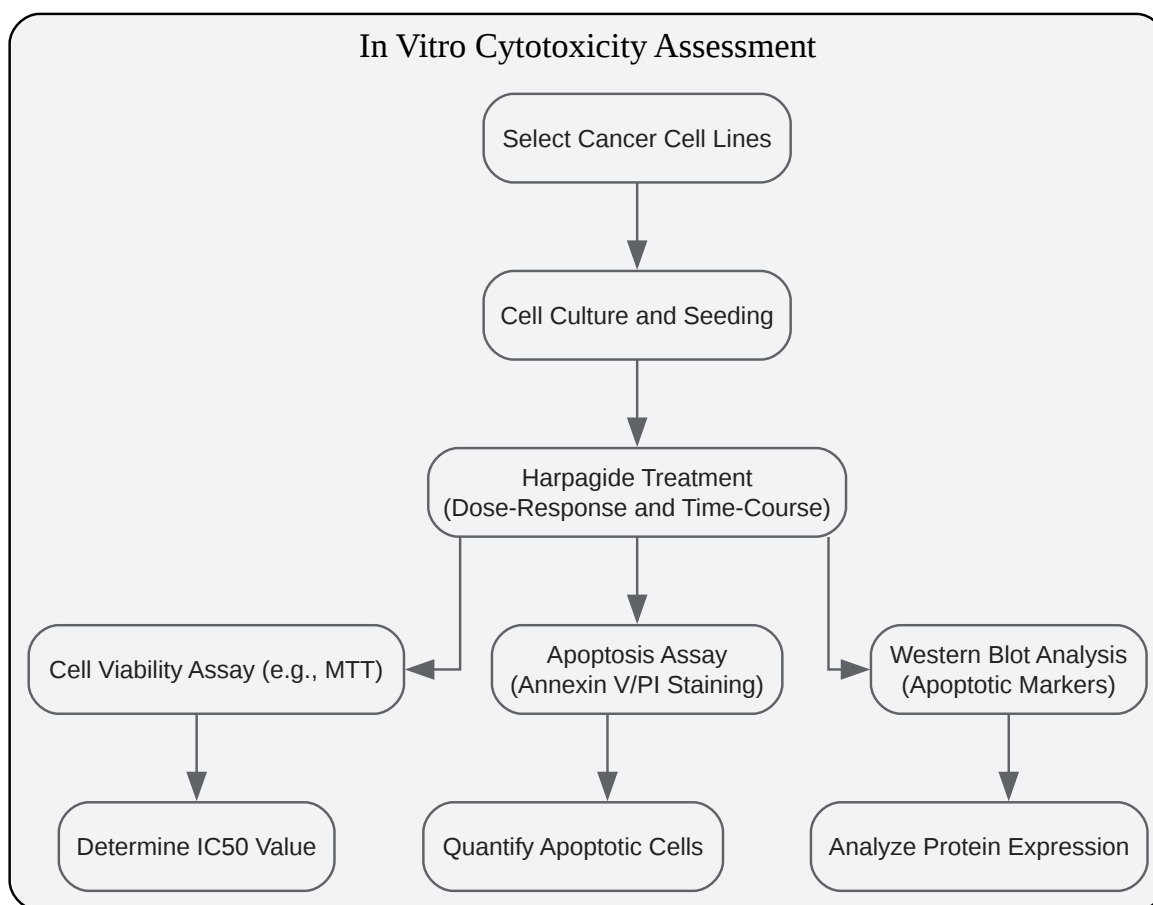 In Vitro Cytotoxicity Assessment
Select Cancer Cell Lines
Cell Culture and Seeding
Harpagide Treatment
(Dose-Response and Time-Course)
Cell Viability Assay (e.g., MTT)
Apoptosis Assay
(Annexin V/PI Staining)
Western Blot Analysis
(Apoptotic Markers)
Determine IC50 Value
Quantify Apoptotic Cells
Analyze Protein Expression